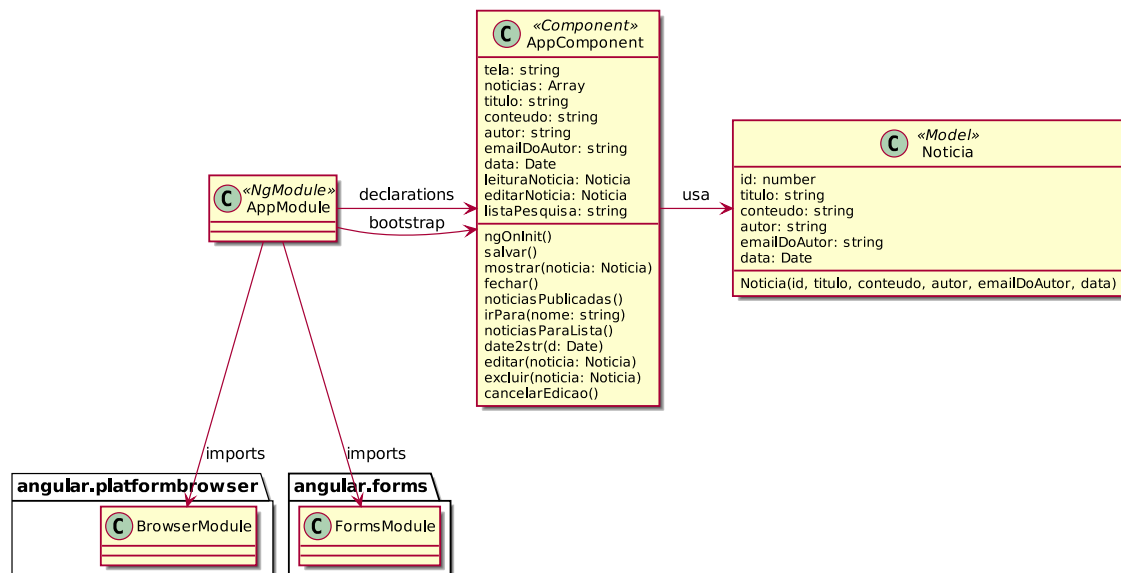 «Component»
AppComponent
tela: string
noticias: Array
titulo: string
conteudo: string
autor: string
emailDoAutor: string
data: Date
leituraNoticia: Noticia
editarNoticia: Noticia
listaPesquisa: string
ngOnInit()
salvar()
mostrar(noticia: Noticia)
fechar()
noticiasPublicadas()
irPara(nome: string)
noticiasParaLista()
date2str(d: Date)
editar(noticia: Noticia)
excluir(noticia: Noticia)
cancelarEdicao()
C
«Model»
Noticia
C
id: number
titulo: string
conteudo: string
autor: string
emailDoAutor: string
data: Date
Noticia(id, titulo, conteudo, autor, emailDoAutor, data)
usa
«NgModule»
AppModule
C
declarations
bootstrap
imports
imports
angular.platformbrowser
C
BrowserModule
angular.forms
C
FormsModule